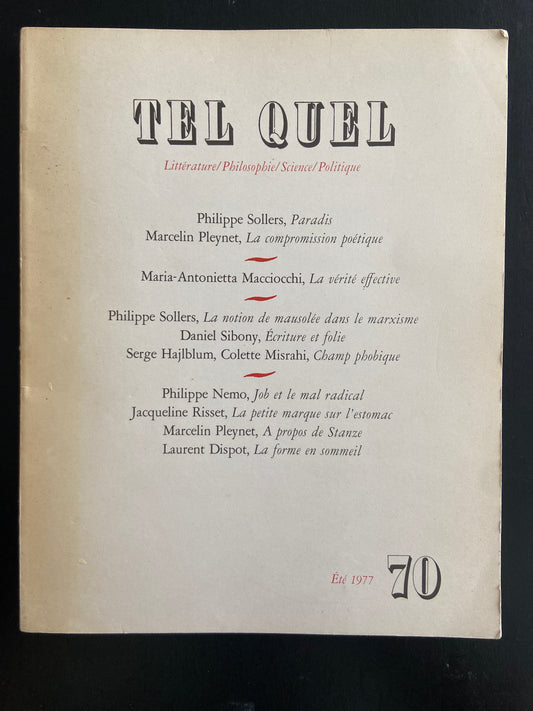 TEL QUEL
Littérature/Philosophie/Science/Politique
Philippe Sollers, Paradis
Marcelin Pleynet, La compromission poétique
Maria-Antonietta Macciocchi, La vérité effective
Philippe Sollers, La notion de mausolée dans le marxisme
Daniel Sibony, Écriture et folie
Serge Hajlblum, Colette Misrahi, Champ phobique
Philippe Nemo, Job et le mal radical
Jacqueline Risset, La petite marque sur l'estomac
Marcelin Pleynet, A propos de Stanze
Laurent Dispot, La forme en sommeil
Été 1977 70